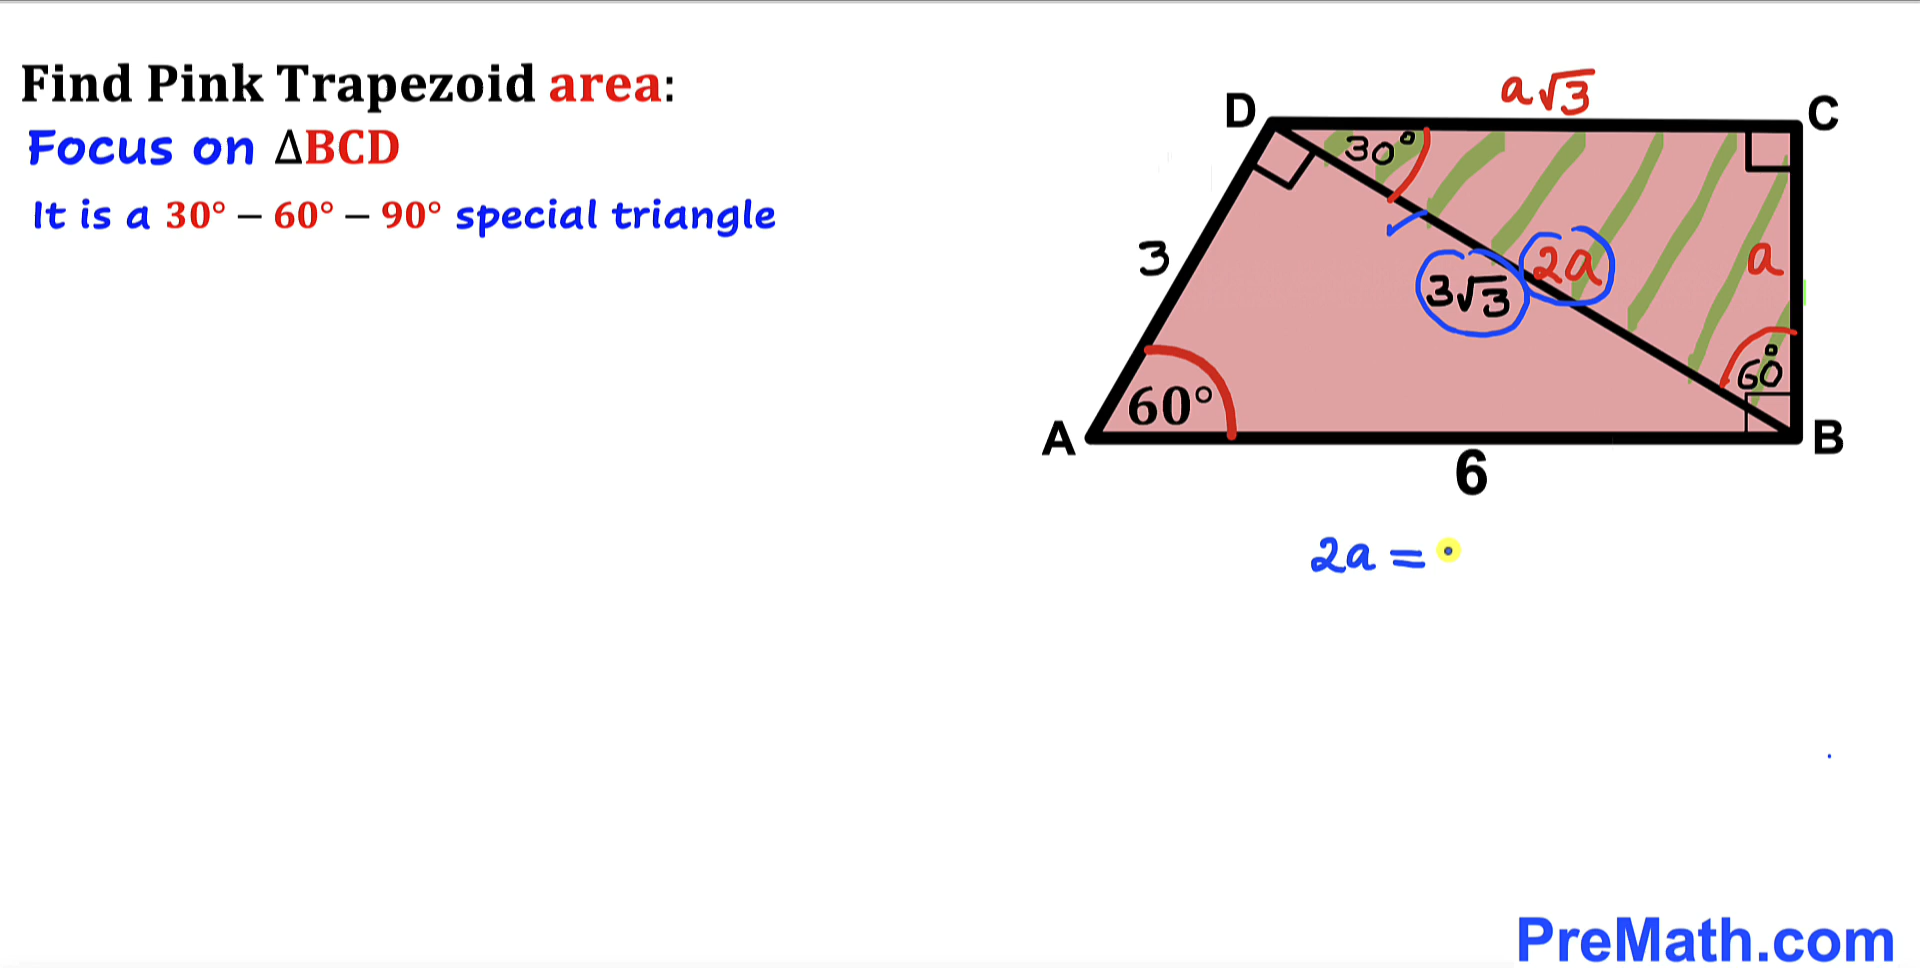 Find Pink Trapezoid area:
Focus on ΔBCD
It is a 30° – 60° – 90° special triangle
a√3
D
C
30°
3
3√3
2a
a
60°
60°
A
B
6
2a =
PreMath.com